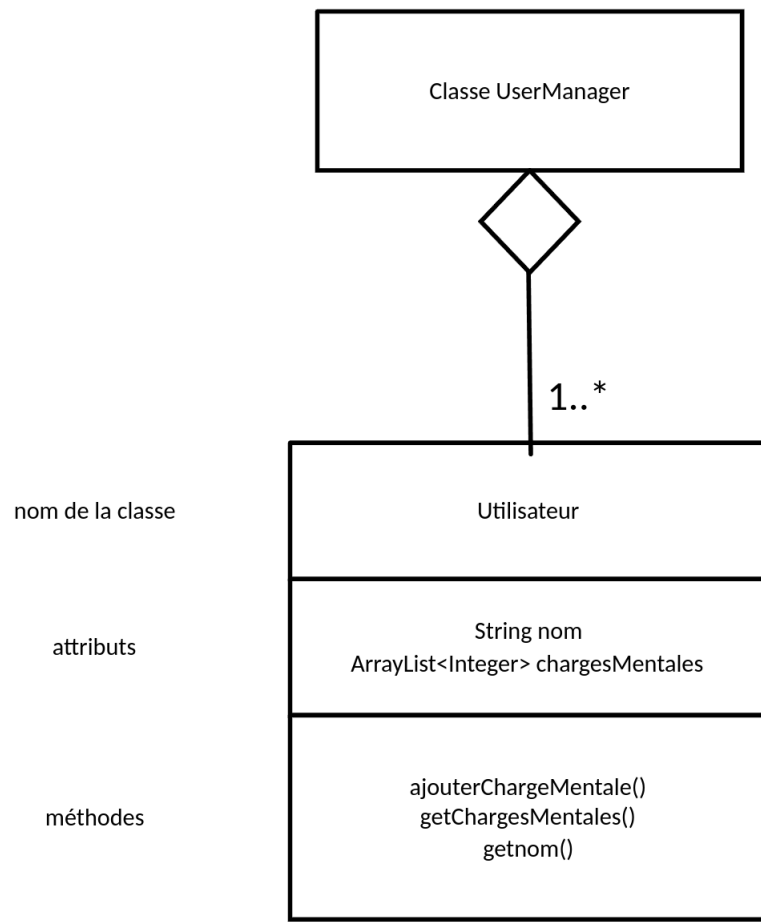 Classe UserManager
1..*
nom de la classe
Utilisateur
attributs
String nom
ArrayList<Integer> chargesMentales
méthodes
ajouterChargeMentale()
getChargesMentales()
getnom()